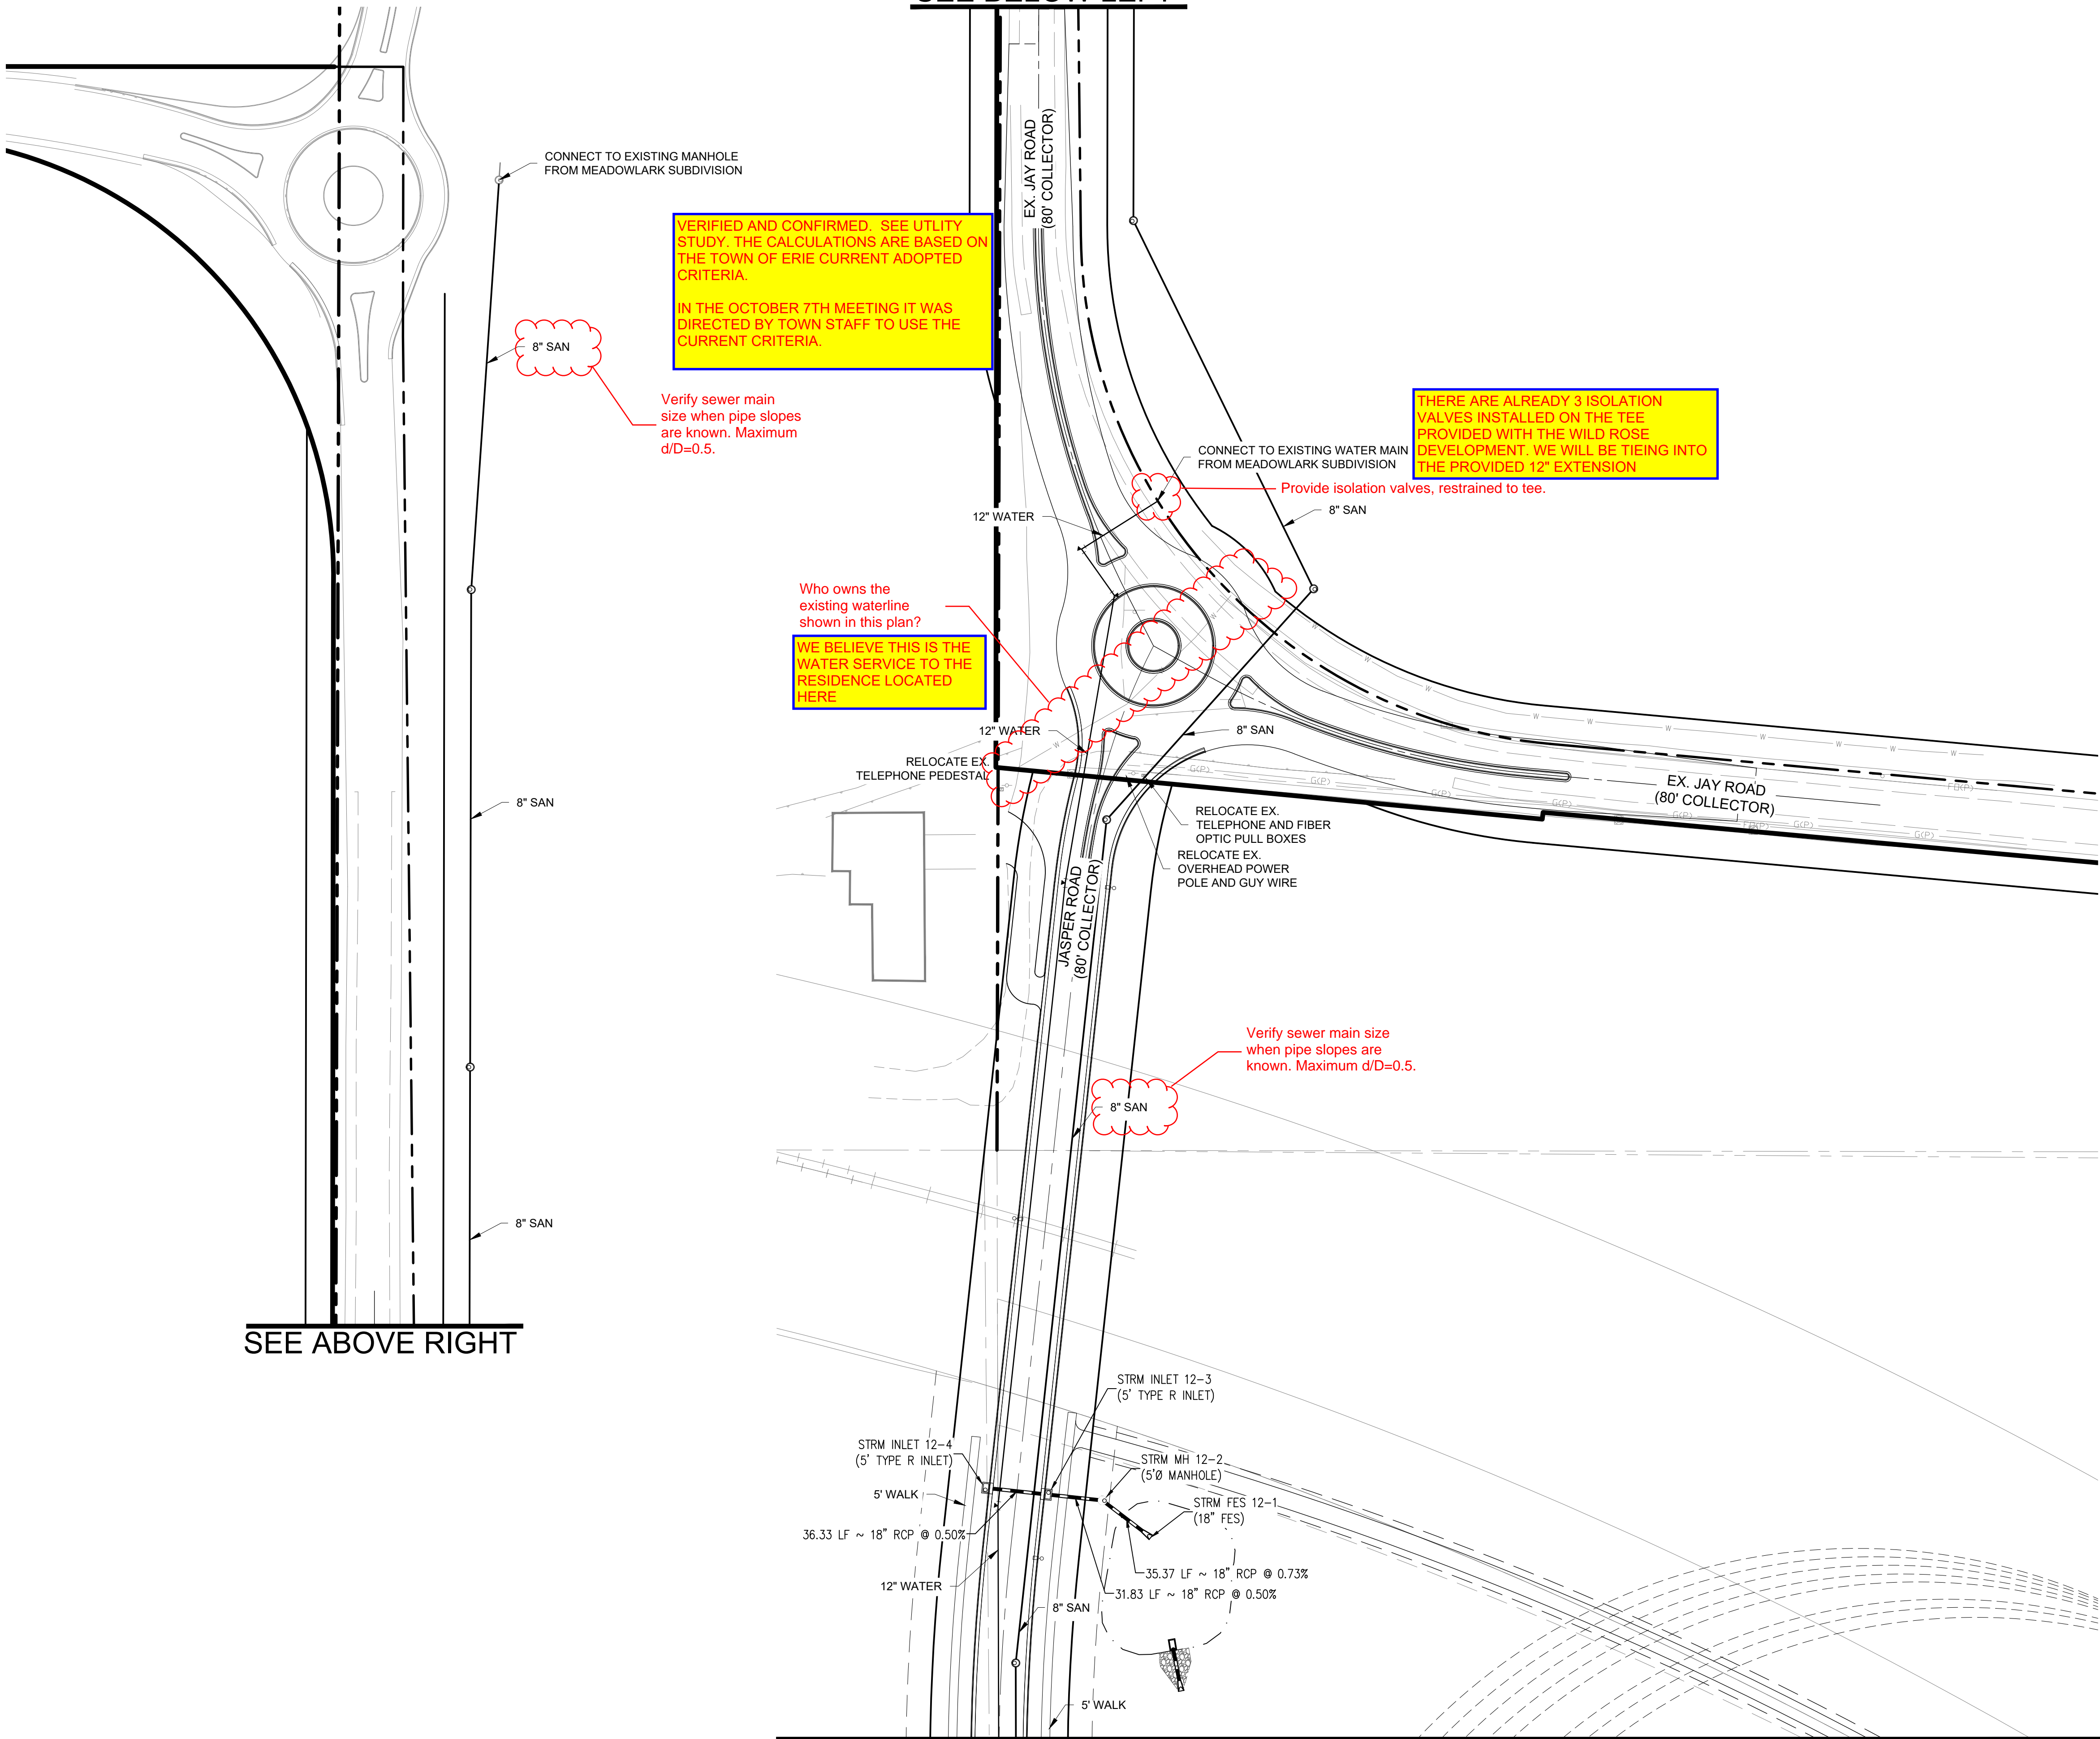 CONNECT TO EXISTING MANHOLE
FROM MEADOWLARK SUBDIVISION
8" SAN
Verify sewer main
size when pipe slopes
are known. Maximum
d/D=0.5.
8" SAN
8" SAN
SEE ABOVE RIGHT
SEE BELOW LEFT
EX. JAY ROAD
(80' COLLECTOR)
VERIFIED AND CONFIRMED. SEE UTLITY
STUDY. THE CALCULATIONS ARE BASED ON
THE TOWN OF ERIE CURRENT ADOPTED
CRITERIA.
IN THE OCTOBER 7TH MEETING IT WAS
DIRECTED BY TOWN STAFF TO USE THE
CURRENT CRITERIA.
THERE ARE ALREADY 3 ISOLATION
VALVES INSTALLED ON THE TEE
PROVIDED WITH THE WILD ROSE
DEVELOPMENT. WE WILL BE TIEING INTO
THE PROVIDED 12" EXTENSION
CONNECT TO EXISTING WATER MAIN
FROM MEADOWLARK SUBDIVISION
Provide isolation valves, restrained to tee.
8" SAN
12" WATER
Who owns the
existing waterline
shown in this plan?
WE BELIEVE THIS IS THE
WATER SERVICE TO THE
RESIDENCE LOCATED
HERE
12" WATER
8" SAN
RELOCATE EX.
TELEPHONE PEDESTAL
W
W
W
W
W
W
W
W
W
W
W
G(P)
G(P)
G(P)
G(P)
G(P)
G(P)
G(P)
EX. JAY ROAD
(80' COLLECTOR)
RELOCATE EX.
TELEPHONE AND FIBER
OPTIC PULL BOXES
RELOCATE EX.
OVERHEAD POWER
POLE AND GUY WIRE
JASPER ROAD
(80' COLLECTOR)
Verify sewer main size
when pipe slopes are
known. Maximum d/D=0.5.
8" SAN
STRM INLET 12-3
(5' TYPE R INLET)
STRM INLET 12-4
(5' TYPE R INLET)
STRM MH 12-2
(5'Ø MANHOLE)
5' WALK
STRM FES 12-1
(18" FES)
36.33 LF ~ 18" RCP @ 0.50%
35.37 LF ~ 18" RCP @ 0.73%
12" WATER
31.83 LF ~ 18" RCP @ 0.50%
8" SAN
5' WALK